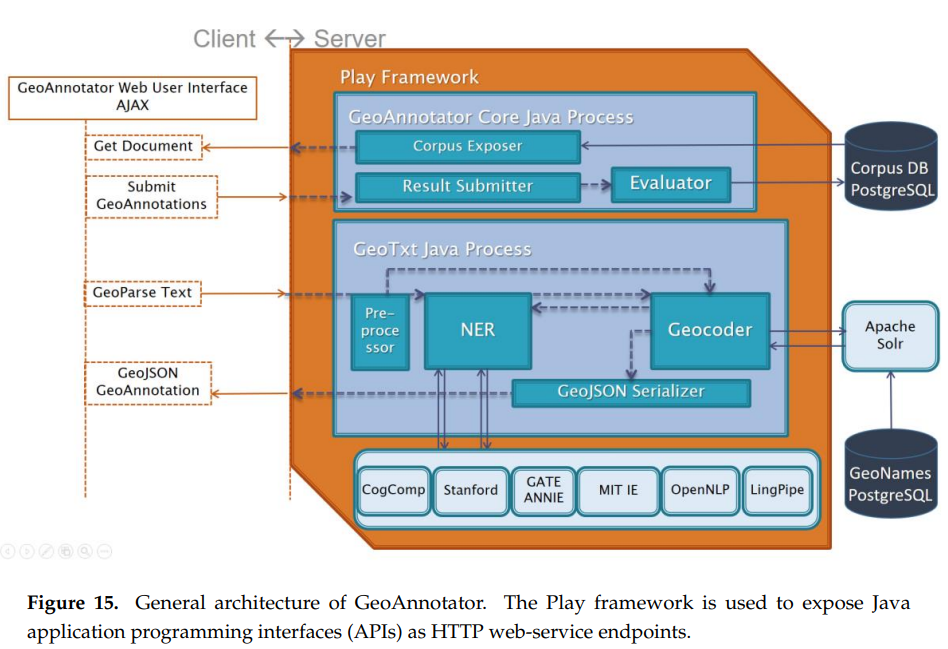 Client <--> Server
Play Framework
GeoAnnotator Web User Interface
AJAX
GeoAnnotator Core Java Process
Get Document
Corpus Exposer
Corpus DB
PostgreSQL
Submit
GeoAnnotations
Result Submitter
Evaluator
GeoTxt Java Process
GeoParse Text
Pre-
proce
ssor
NER
Geocoder
Apache
Solr
GeoJSON
GeoAnnotation
GeoJSON Serializer
CogComp
Stanford
GATE
ANNIE
MIT IE
OpenNLP
LingPipe
GeoNames
PostgreSQL
Figure 15. General architecture of GeoAnnotator. The Play framework is used to expose Java
application programming interfaces (APIs) as HTTP web-service endpoints.